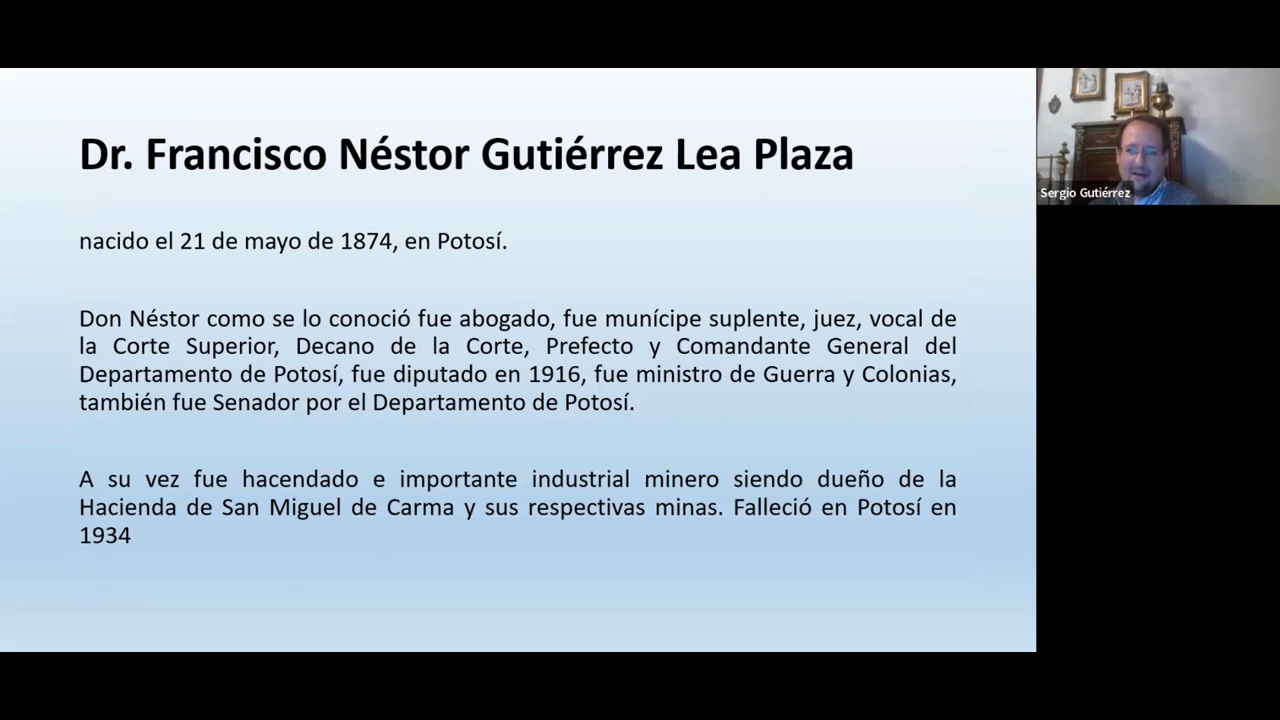 Dr. Francisco Néstor Gutiérrez Lea Plaza
nacido el 21 de mayo de 1874, en Potosí.
Don Néstor como se lo conoció fue abogado, fue munícipe suplente, juez, vocal de
la Corte Superior, Decano de la Corte, Prefecto y Comandante General del
Departamento de Potosí, fue diputado en 1916, fue ministro de Guerra y Colonias,
también fue Senador por el Departamento de Potosí.
A su vez fue hacendado e importante industrial minero siendo dueño de la
Hacienda de San Miguel de Carma y sus respectivas minas. Falleció en Potosí en
1934
Sergio Gutiérrez